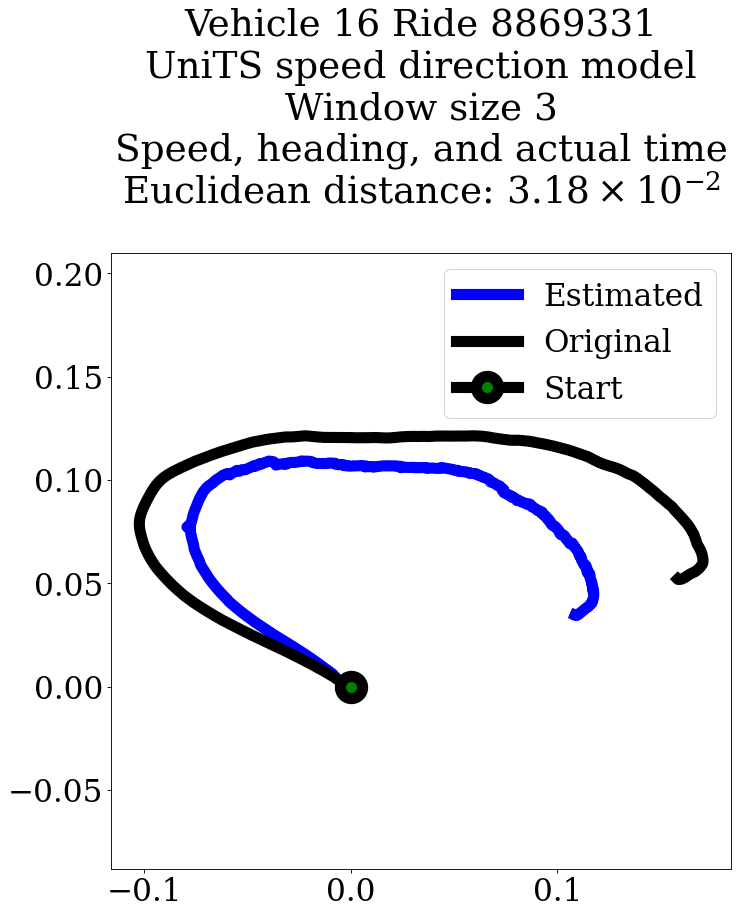 Vehicle 16 Ride 8869331
UniTS speed direction model
Window size 3
Speed, heading, and actual time
Euclidean distance: 3.18 × 10⁻²
0.20
0.15
0.10
0.05
0.00
−0.05
Estimated
Original
Start
−0.1
0.0
0.1